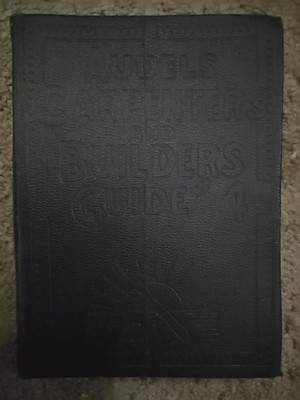 AUDELS
CARPENTERS
AND
BUILDERS
GUIDE #1